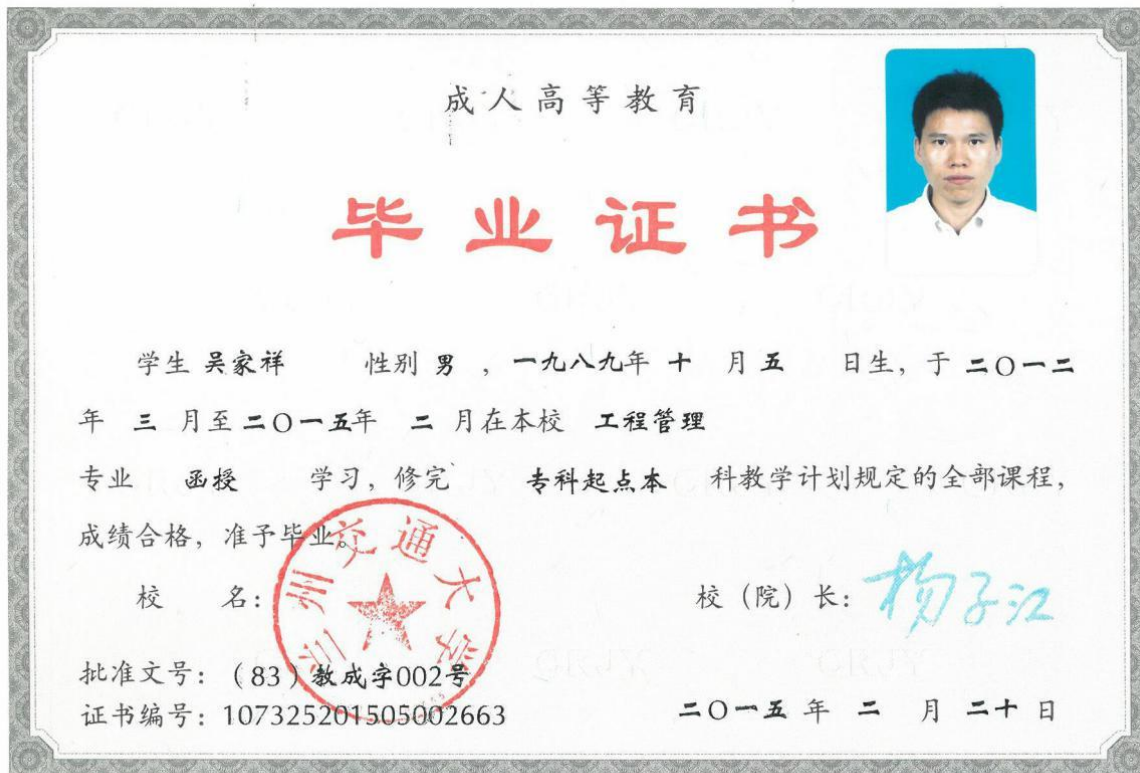 成人高等教育
毕业证书
学生 吴家祥 性别 男 , 一九八九年 十 月 五 日生, 于 二〇一二
年 三 月至 二〇一五年 二 月在本校 工程管理
专业 函授 学习, 修完 专科起点本 科教学计划规定的全部课程,
成绩合格, 准予毕业。
校 名: 兰州交通大学
校 (院) 长: 杨子江
批准文号: (83) 教成字002号
证书编号: 107325201505002663
二〇一五 年 二 月 二十 日